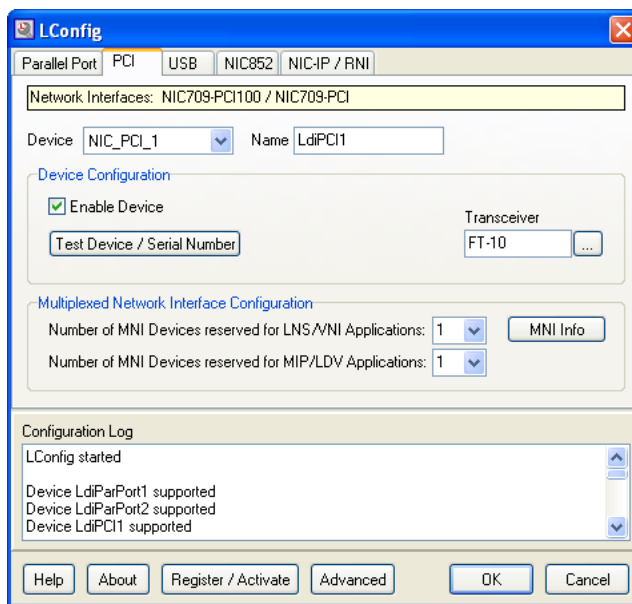 LConfig
Parallel Port PCI USB NIC852 NIC-IP / RNI
Network Interfaces: NIC709-PCI100 / NIC709-PCI
Device NIC_PCI_1 Name LdiPCI1
Device Configuration
Enable Device
Transceiver
Test Device / Serial Number FT-10 ...
Multiplexed Network Interface Configuration
Number of MNI Devices reserved for LNS/VNI Applications: 1 MNI Info
Number of MNI Devices reserved for MIP/LDV Applications: 1
Configuration Log
LConfig started
Device LdiParPort1 supported
Device LdiParPort2 supported
Device LdiPCI1 supported
Help About Register / Activate Advanced OK Cancel